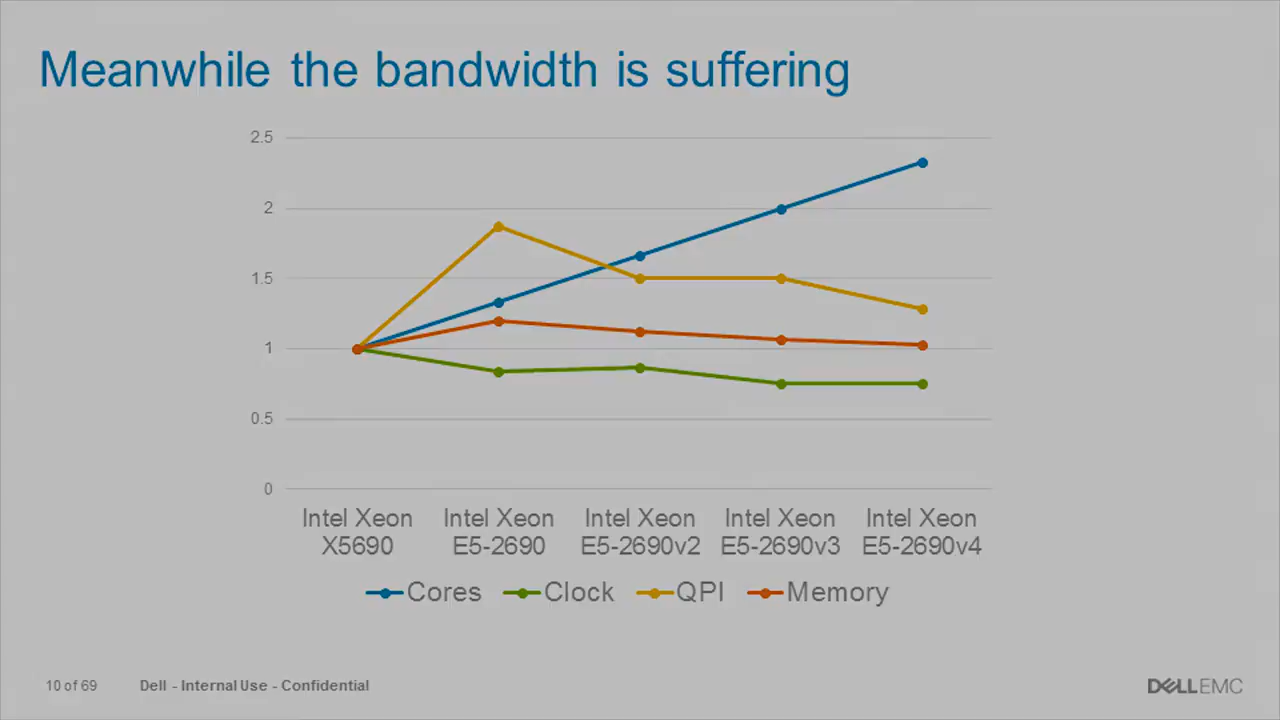 Meanwhile the bandwidth is suffering
2.5
2
1.5
1
0.5
0
Intel Xeon X5690
Intel Xeon E5-2690
Intel Xeon E5-2690v2
Intel Xeon E5-2690v3
Intel Xeon E5-2690v4
Cores Clock QPI Memory
10 of 69 Dell - Internal Use - Confidential
DELL EMC